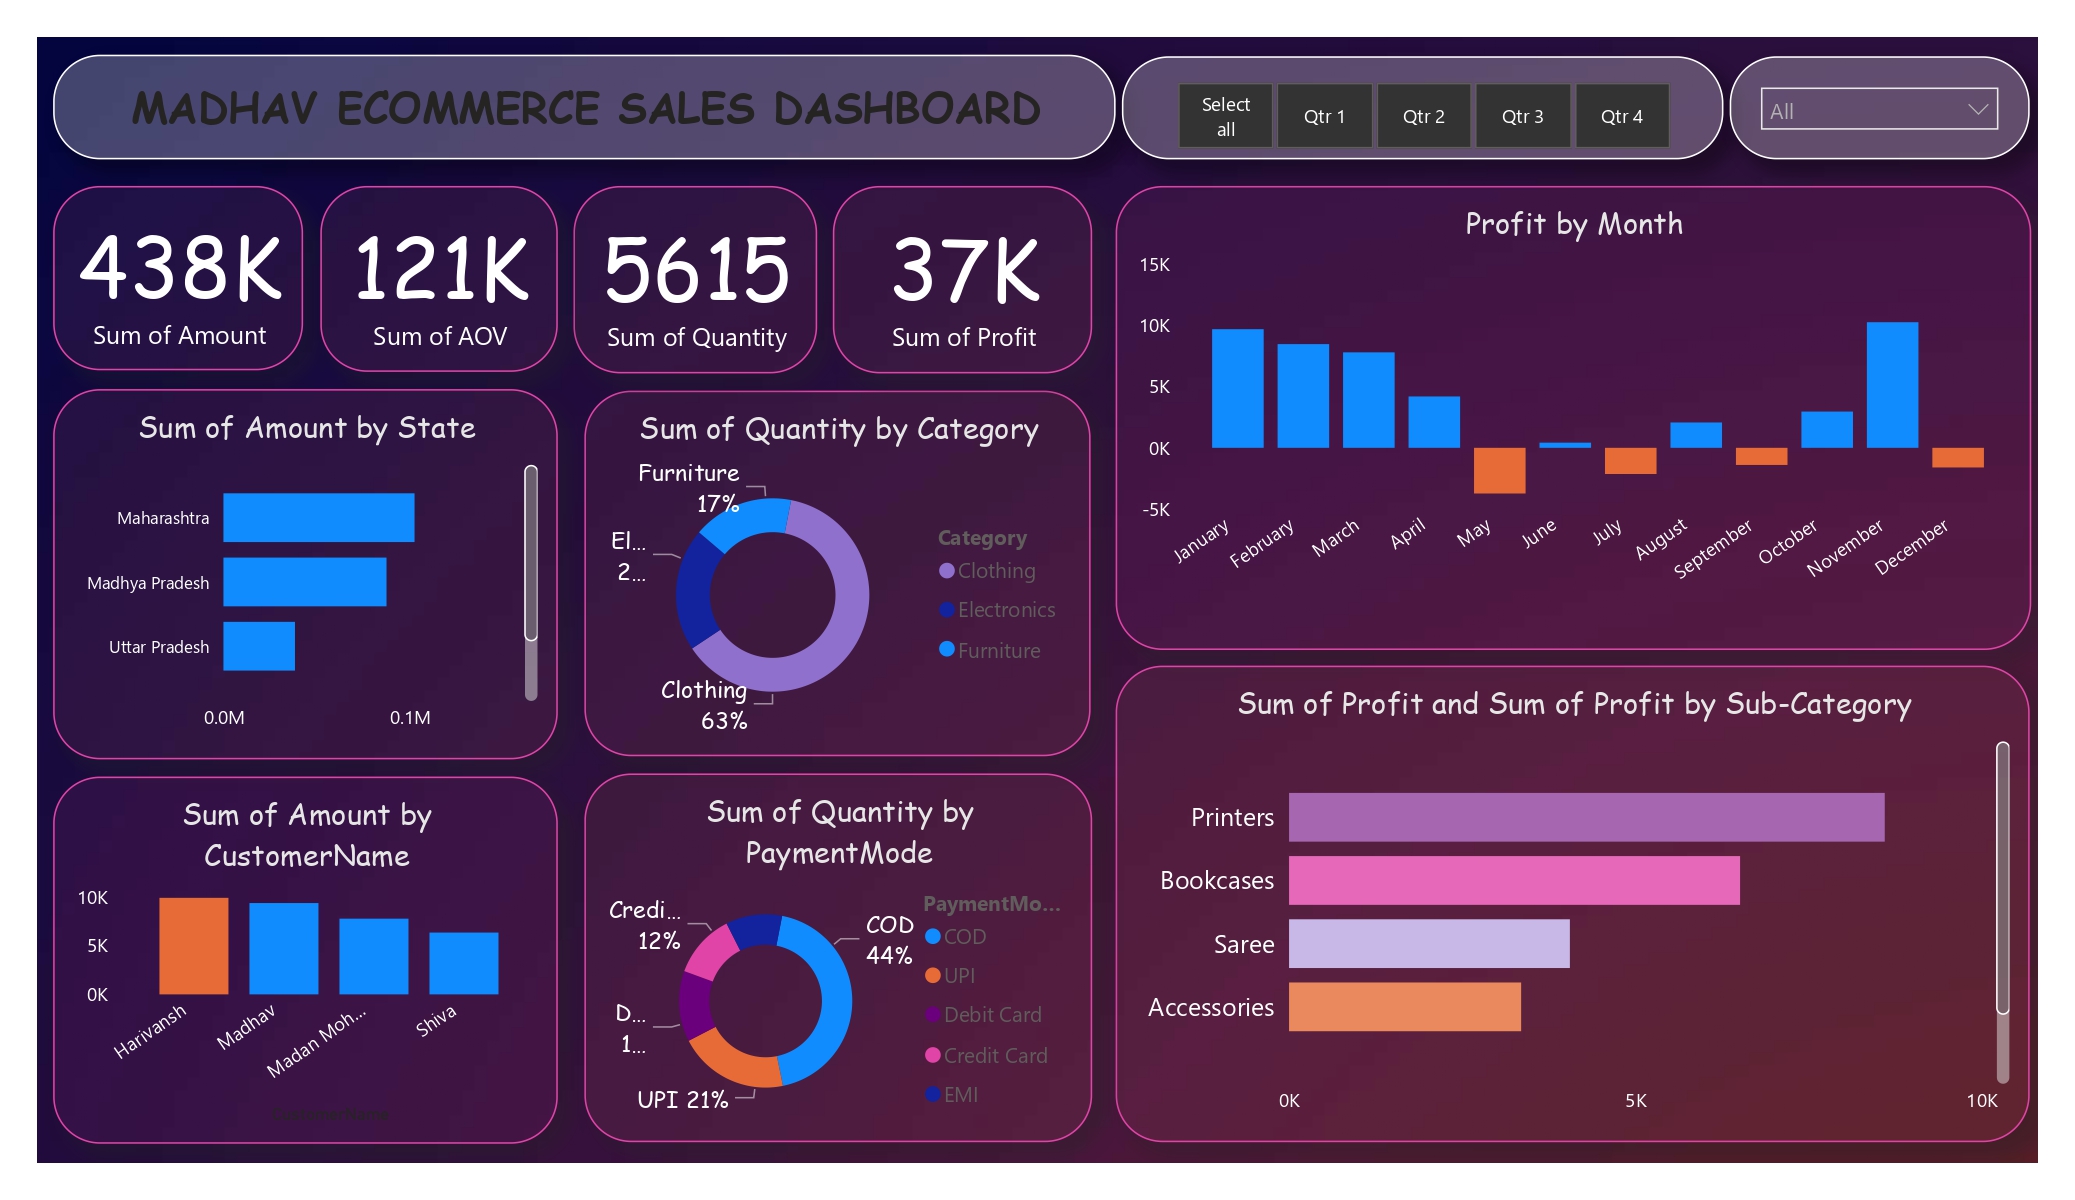 MADHAV ECOMMERCE SALES DASHBOARD
Select
all
Qtr 1
Qtr 2
Qtr 3
Qtr 4
All
438K
Sum of Amount
121K
Sum of AOV
5615
Sum of Quantity
37K
Sum of Profit
Profit by Month
15K
10K
5K
0K
-5K
January
February
March
April
May
June
July
August
September
October
November
December
Sum of Amount by State
Maharashtra
Madhya Pradesh
Uttar Pradesh
0.0M
0.1M
Sum of Quantity by Category
Furniture
17%
El...
2...
Clothing
63%
Category
Clothing
Electronics
Furniture
Sum of Profit and Sum of Profit by Sub-Category
Printers
Bookcases
Saree
Accessories
0K
5K
10K
Sum of Amount by
CustomerName
10K
5K
0K
Harivansh
Madhav
Madan Moh...
Shiva
Sum of Quantity by
PaymentMode
Credi...
12%
D...
1...
UPI 21%
COD
44%
PaymentMo...
COD
UPI
Debit Card
Credit Card
EMI